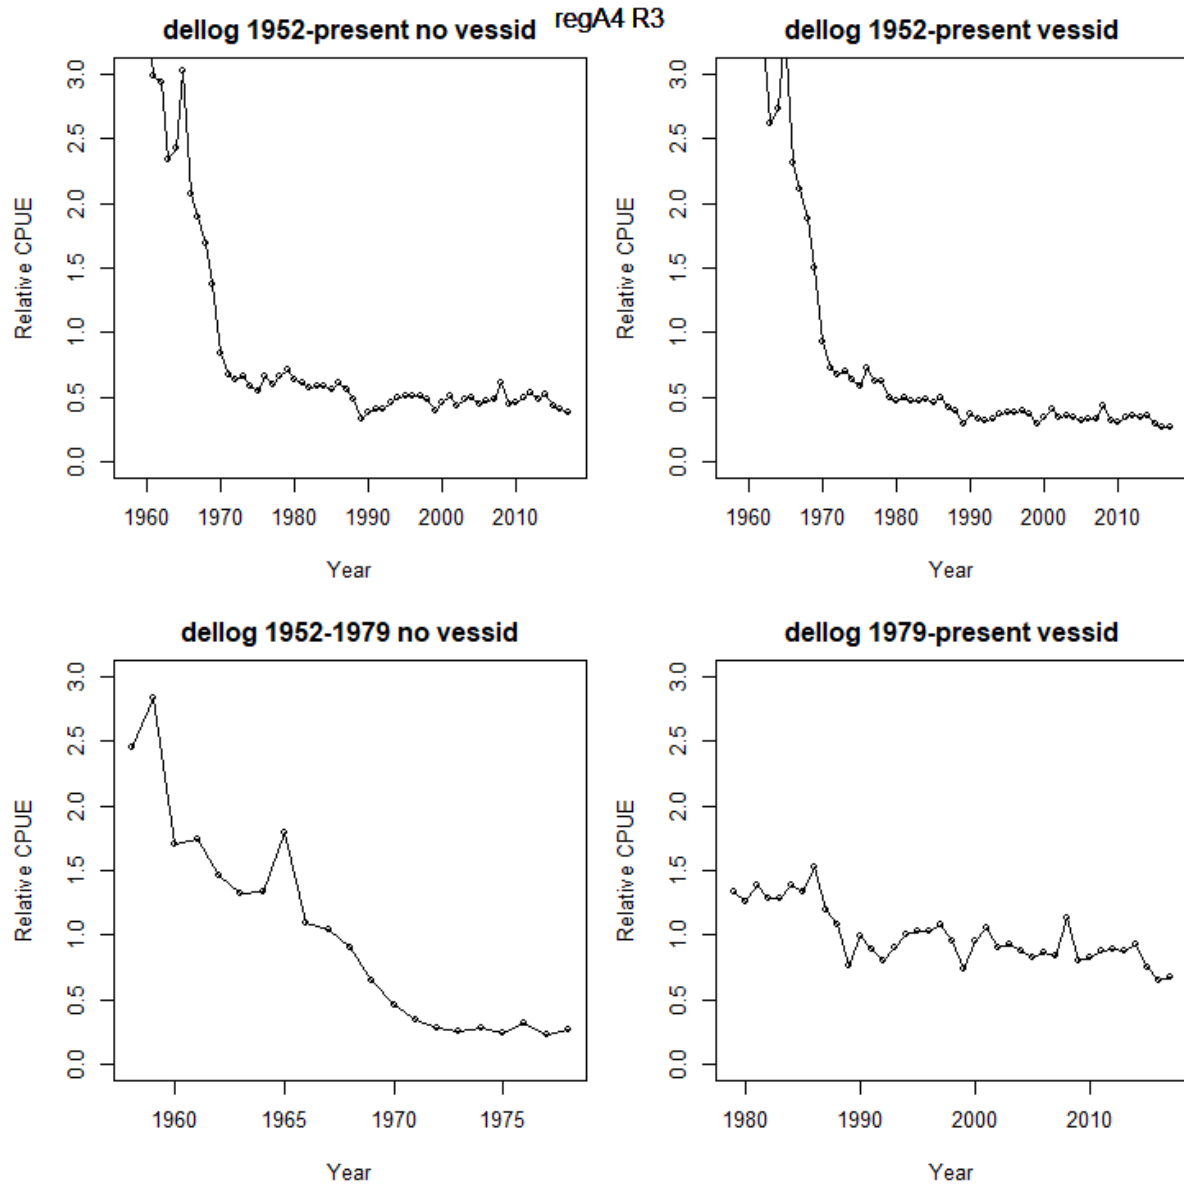 regA4 R3
dellog 1952-present no vessid
Relative CPUE
3.0
2.5
2.0
1.5
1.0
0.5
0.0
1960 1970 1980 1990 2000 2010
Year
dellog 1952-present vessid
Relative CPUE
3.0
2.5
2.0
1.5
1.0
0.5
0.0
1960 1970 1980 1990 2000 2010
Year
dellog 1952-1979 no vessid
Relative CPUE
3.0
2.5
2.0
1.5
1.0
0.5
0.0
1960 1965 1970 1975
Year
dellog 1979-present vessid
Relative CPUE
3.0
2.5
2.0
1.5
1.0
0.5
0.0
1980 1990 2000 2010
Year